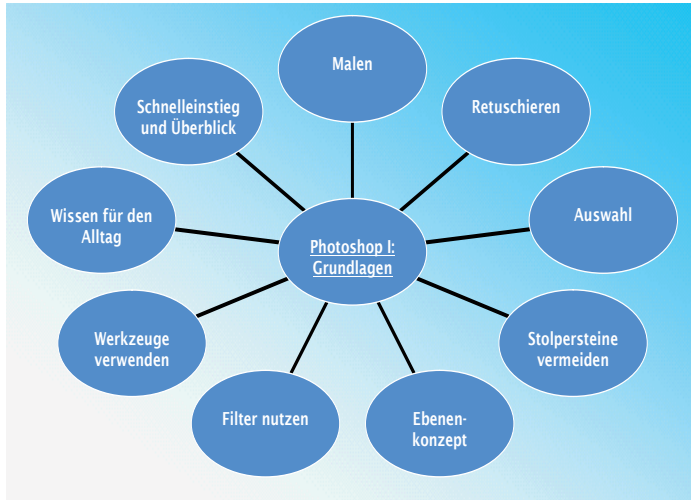 Malen
Schnelleinstieg
und Überblick
Retuschieren
Wissen für den
Alltag
Auswahl
Photoshop I:
Grundlagen
Werkzeuge
verwenden
Stolpersteine
vermeiden
Filter nutzen
Ebenen-
konzept